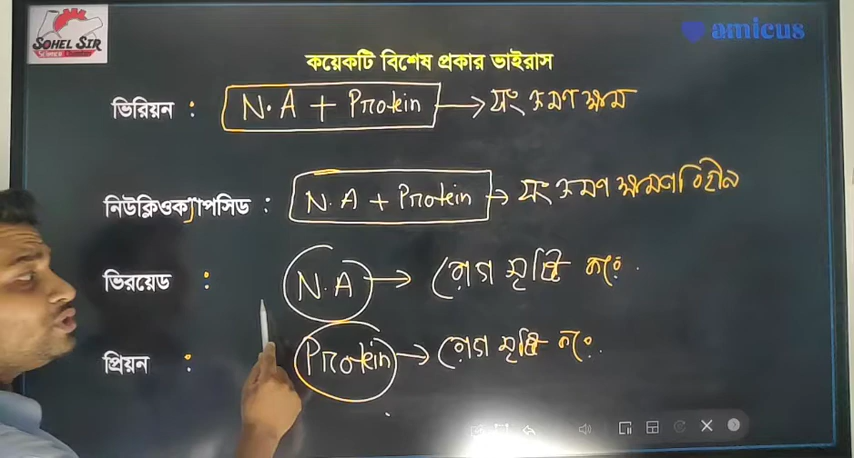 SOHEL SIR
SCIENCE
amicus
কয়েকটি বিশেষ প্রকার ভাইরাস
ভিরিয়ন : N.A + Protein → সংক্রমণ ক্ষম
নিউক্লিওক্যাপসিড : N.A + Protein → সংক্রমণ ক্ষমতা বিহীন
ভিরয়েড : N.A → রোগ সৃষ্টি করে.
প্রিয়ন : Protein → রোগ সৃষ্টি করে.